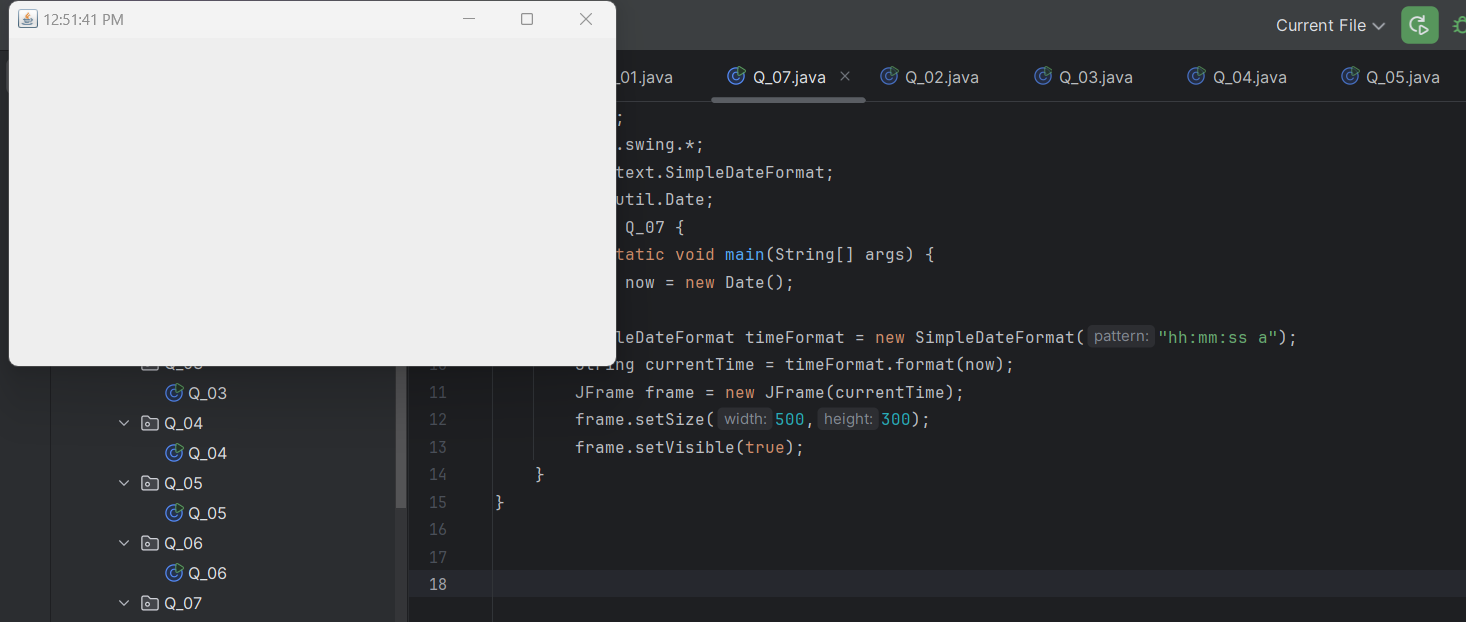 12:51:41 PM
Current File
_01.java
Q_07.java
Q_02.java
Q_03.java
Q_04.java
Q_05.java
;
.swing.*;
text.SimpleDateFormat;
util.Date;
Q_07 {
tatic void main(String[] args) {
now = new Date();
leDateFormat timeFormat = new SimpleDateFormat( pattern: "hh:mm:ss a");
String currentTime = timeFormat.format(now);
11 JFrame frame = new JFrame(currentTime);
12 frame.setSize( width: 500, height: 300);
13 frame.setVisible(true);
14 }
15 }
16
17
18
Q_03
Q_04
Q_04
Q_05
Q_05
Q_06
Q_06
Q_07